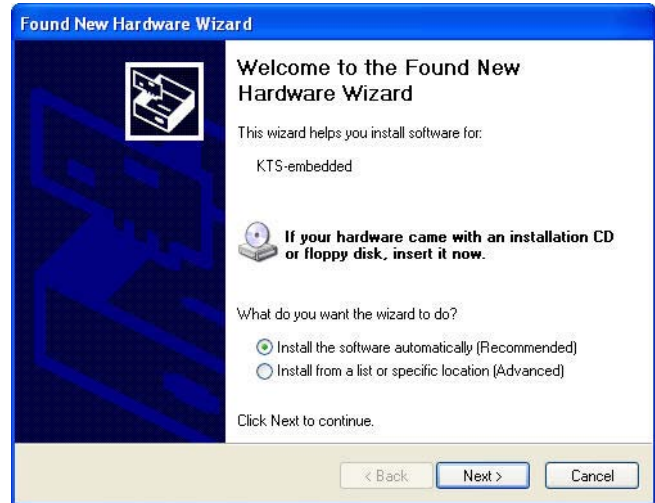 Found New Hardware Wizard
Welcome to the Found New
Hardware Wizard
This wizard helps you install software for:
KTS-embedded
If your hardware came with an installation CD
or floppy disk, insert it now.
What do you want the wizard to do?
Install the software automatically (Recommended)
Install from a list or specific location (Advanced)
Click Next to continue.
< Back Next > Cancel